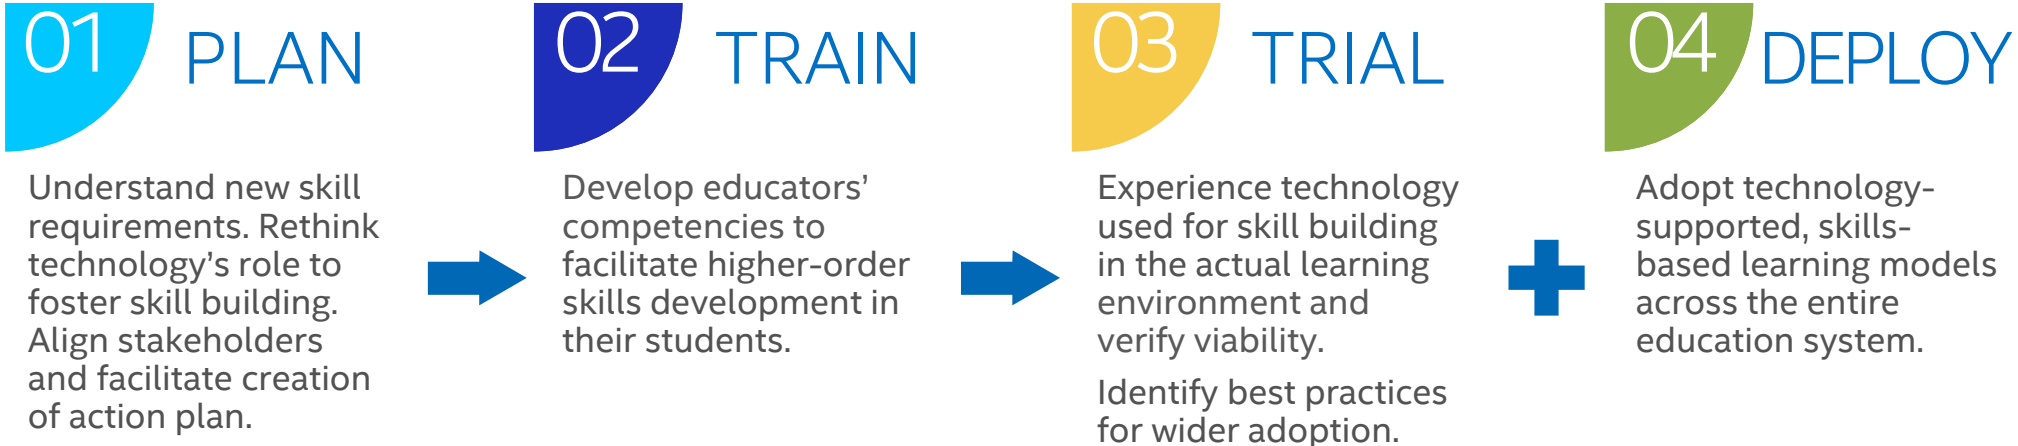 01 PLAN
Understand new skill
requirements. Rethink
technology’s role to
foster skill building.
Align stakeholders
and facilitate creation
of action plan.
02 TRAIN
Develop educators’
competencies to
facilitate higher-order
skills development in
their students.
03 TRIAL
Experience technology
used for skill building
in the actual learning
environment and
verify viability.
Identify best practices
for wider adoption.
04 DEPLOY
Adopt technology-
supported, skills-
based learning models
across the entire
education system.